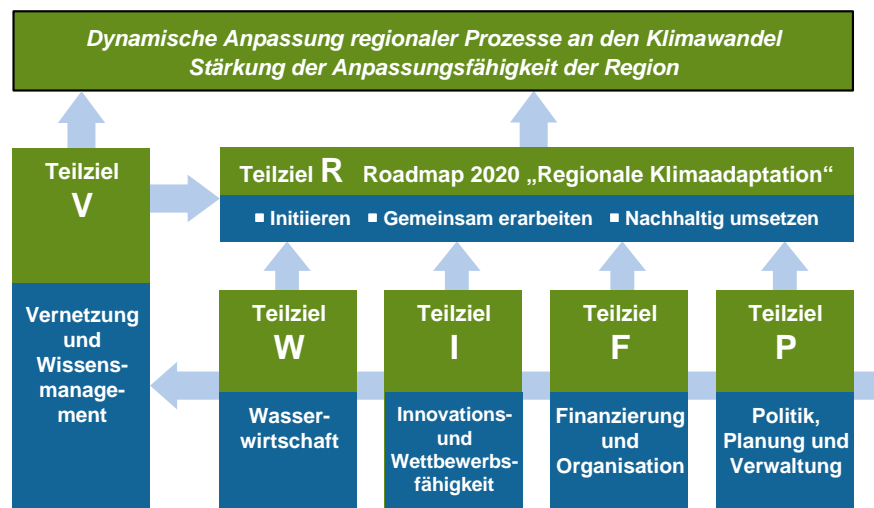 Dynamische Anpassung regionaler Prozesse an den Klimawandel
Stärkung der Anpassungsfähigkeit der Region
Teilziel
V
Vernetzung
und
Wissens-
manage-
ment
Teilziel R Roadmap 2020 „Regionale Klimaadaptation“
▪ Initiieren ▪ Gemeinsam erarbeiten ▪ Nachhaltig umsetzen
Teilziel
W
Wasser-
wirtschaft
Teilziel
I
Innovations-
und
Wettbewerbs-
fähigkeit
Teilziel
F
Finanzierung
und
Organisation
Teilziel
P
Politik,
Planung und
Verwaltung